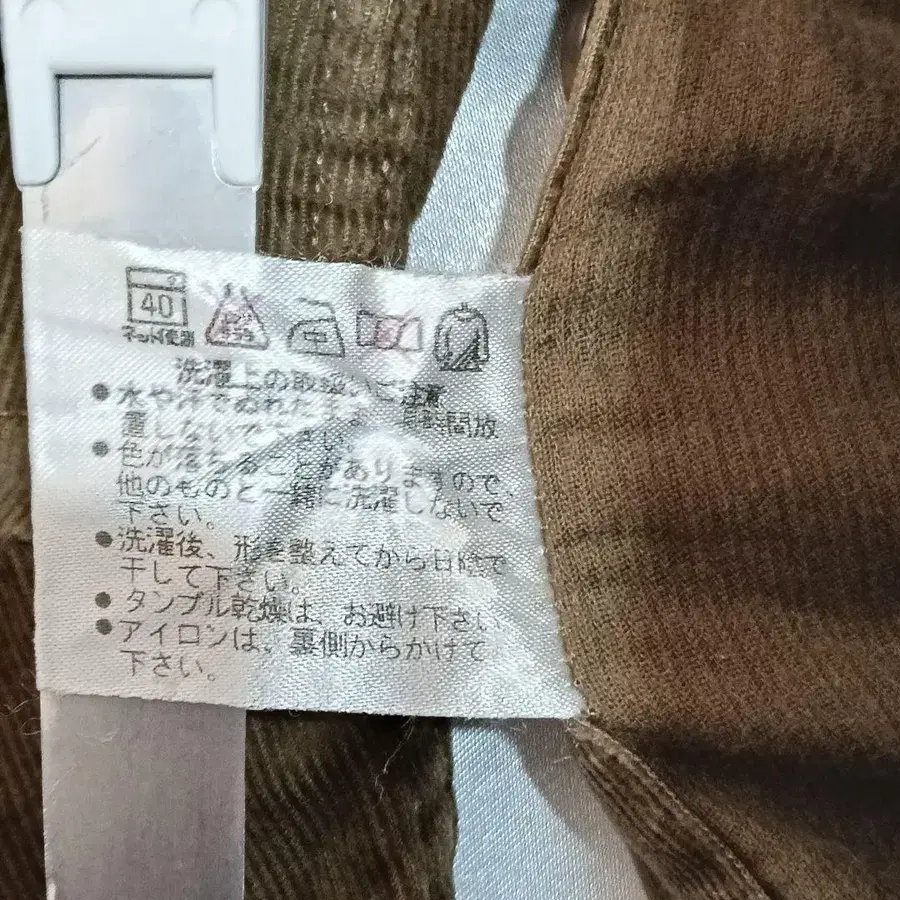 40
ネット使用
中
洗濯上の取扱いご注意
●水や汗でぬれたまま 長時間放
置しないで下さい。
●色が落ちることがありますので、
他のものと一緒に洗濯しないで
下さい。
●洗濯後、形を整えてから日陰で
干して下さい。
●タンブル乾燥は、お避け下さい
●アイロンは、裏側からかけて
下さい。